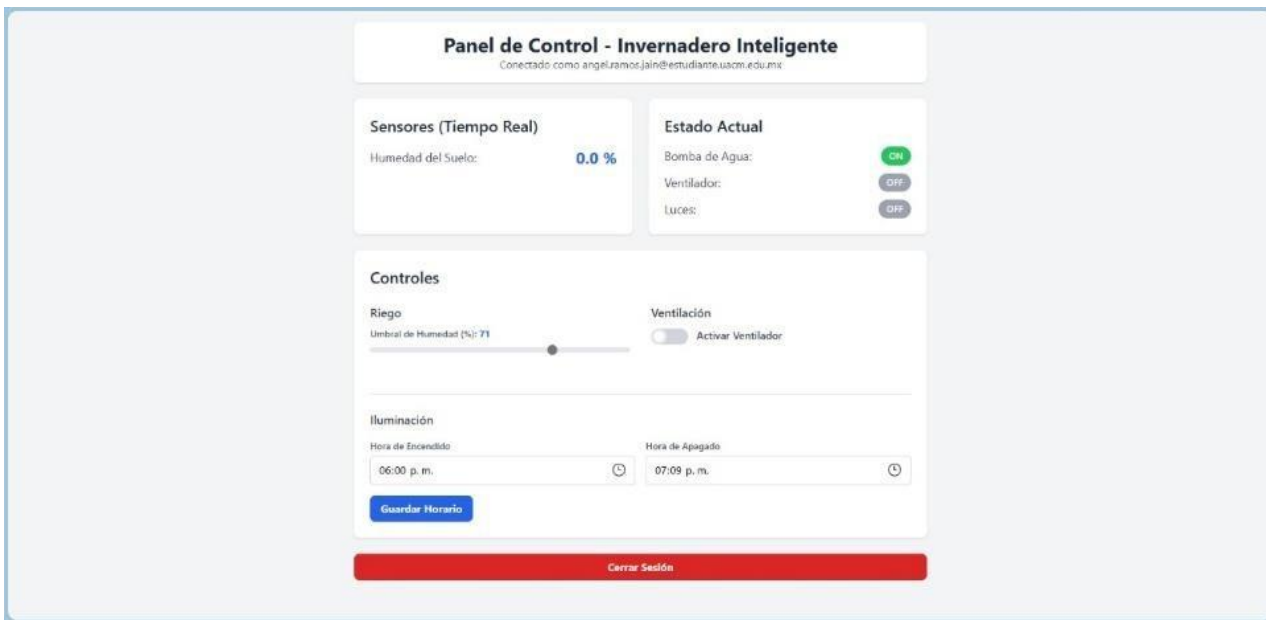 Panel de Control - Invernadero Inteligente
Conectado como angel.ramos.jain@estudiante.uacm.edu.mx
Sensores (Tiempo Real)
Humedad del Suelo: 0.0 %
Estado Actual
Bomba de Agua: ON
Ventilador: OFF
Luces: OFF
Controles
Riego
Umbral de Humedad (%): 71
Ventilación
Activar Ventilador
Iluminación
Hora de Encendido
06:00 p. m.
Hora de Apagado
07:09 p. m.
Guardar Horario
Cerrar Sesión